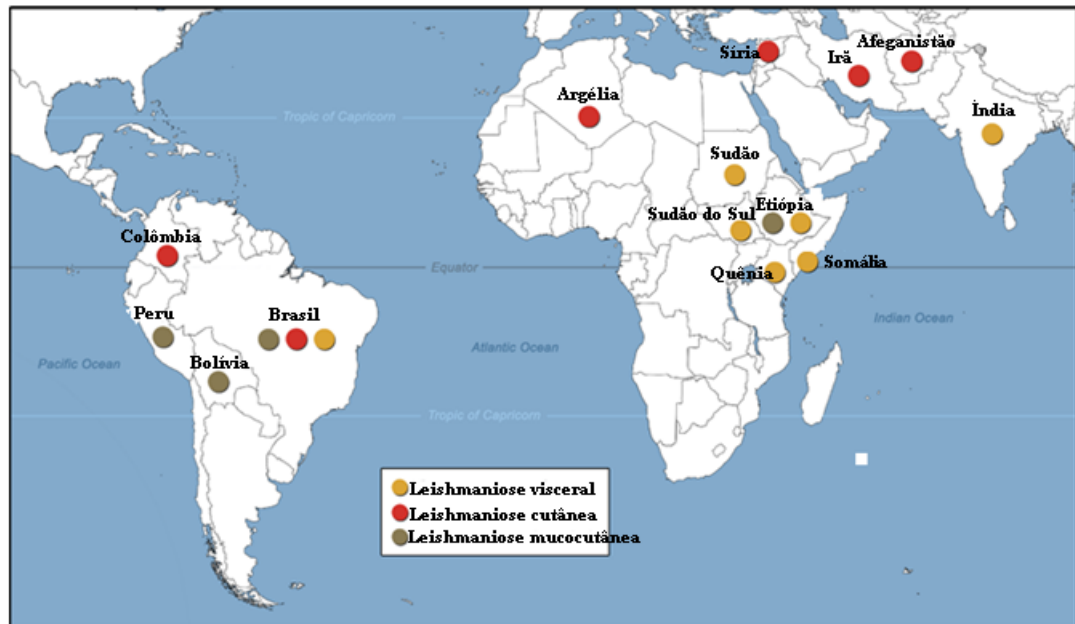 Afeganistão
Síria
Irã
Argélia
Índia
Tropic of Capricorn
Sudão
Etiópia
Sudão do Sul
Colômbia
Equator
Somália
Quênia
Peru
Brasil
Indian Ocean
Atlantic Ocean
Pacific Ocean
Bolívia
Tropic of Capricorn
Leishmaniose visceral
Leishmaniose cutânea
Leishmaniose mucocutânea